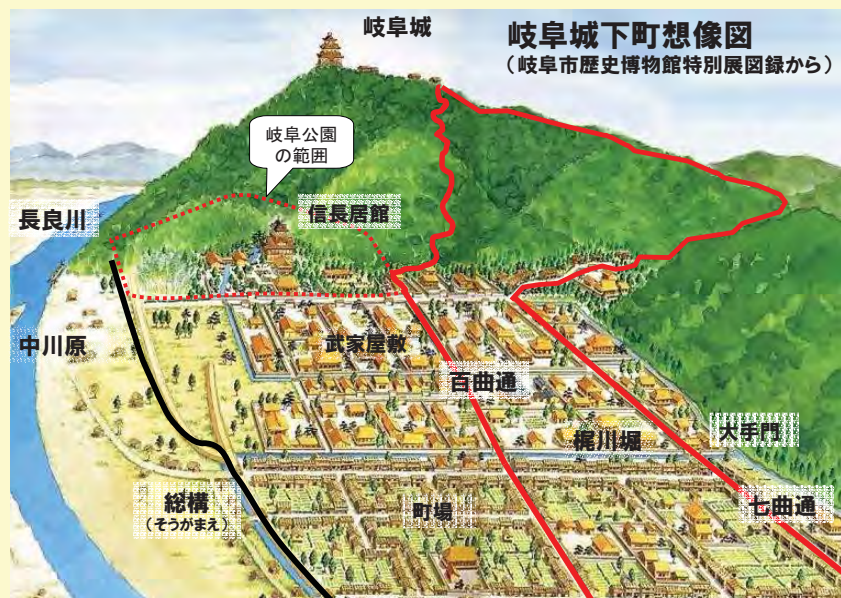 岐阜城
岐阜城下町想像図
（岐阜市歴史博物館特別展図録から）
岐阜公園
の範囲
長良川
信長居館
中川原
武家屋敷
百曲通
梶川堀
大手門
総構
（そうがまえ）
町場
七曲通